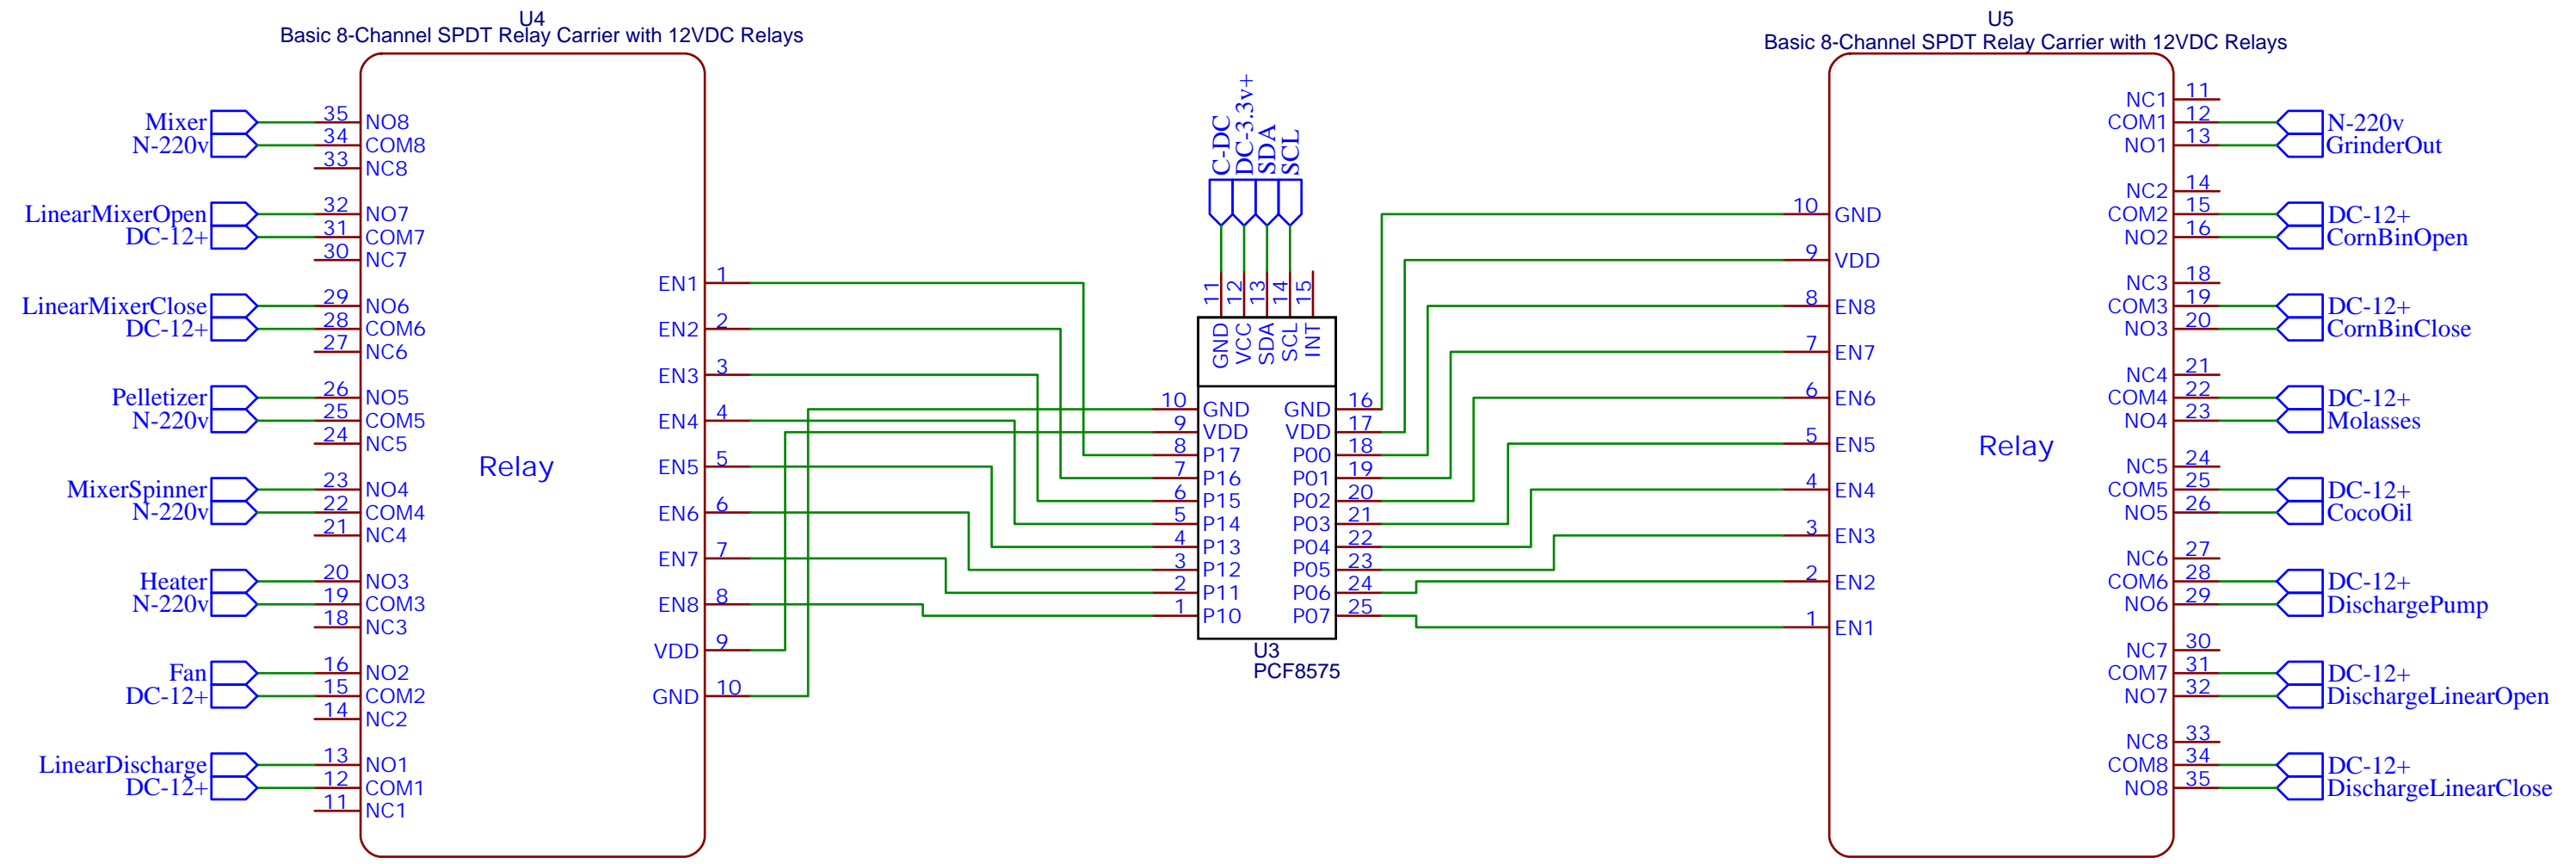 U4
Basic 8-Channel SPDT Relay Carrier with 12VDC Relays
Mixer 35 NO8
N-220v 34 COM8
33 NC8
LinearMixerOpen 32 NO7
DC-12+ 31 COM7
30 NC7
LinearMixerClose 29 NO6
DC-12+ 28 COM6
27 NC6
Pelletizer 26 NO5
N-220v 25 COM5
24 NC5
MixerSpinner 23 NO4
N-220v 22 COM4
21 NC4
Heater 20 NO3
N-220v 19 COM3
18 NC3
Fan 16 NO2
DC-12+ 15 COM2
14 NC2
LinearDischarge 13 NO1
DC-12+ 12 COM1
11 NC1
Relay
EN1 1
EN2 2
EN3 3
EN4 4
EN5 5
EN6 6
EN7 7
EN8 8
VDD 9
GND 10
C-DC
DC-3.3v+
SDA
SCL
11 GND
12 VCC
13 SDA
14 SCL
15 INT
10 GND GND 16
9 VDD VDD 17
8 P17 P00 18
7 P16 P01 19
6 P15 P02 20
5 P14 P03 21
4 P13 P04 22
3 P12 P05 23
2 P11 P06 24
1 P10 P07 25
U3
PCF8575
U5
Basic 8-Channel SPDT Relay Carrier with 12VDC Relays
10 GND
9 VDD
8 EN8
7 EN7
6 EN6
5 EN5
4 EN4
3 EN3
2 EN2
1 EN1
Relay
NC1 11
COM1 12 N-220v
NO1 13 GrinderOut
NC2 14
COM2 15 DC-12+
NO2 16 CornBinOpen
NC3 18
COM3 19 DC-12+
NO3 20 CornBinClose
NC4 21
COM4 22 DC-12+
NO4 23 Molasses
NC5 24
COM5 25 DC-12+
NO5 26 CocoOil
NC6 27
COM6 28 DC-12+
NO6 29 DischargePump
NC7 30
COM7 31 DC-12+
NO7 32 DischargeLinearOpen
NC8 33
COM8 34 DC-12+
NO8 35 DischargeLinearClose